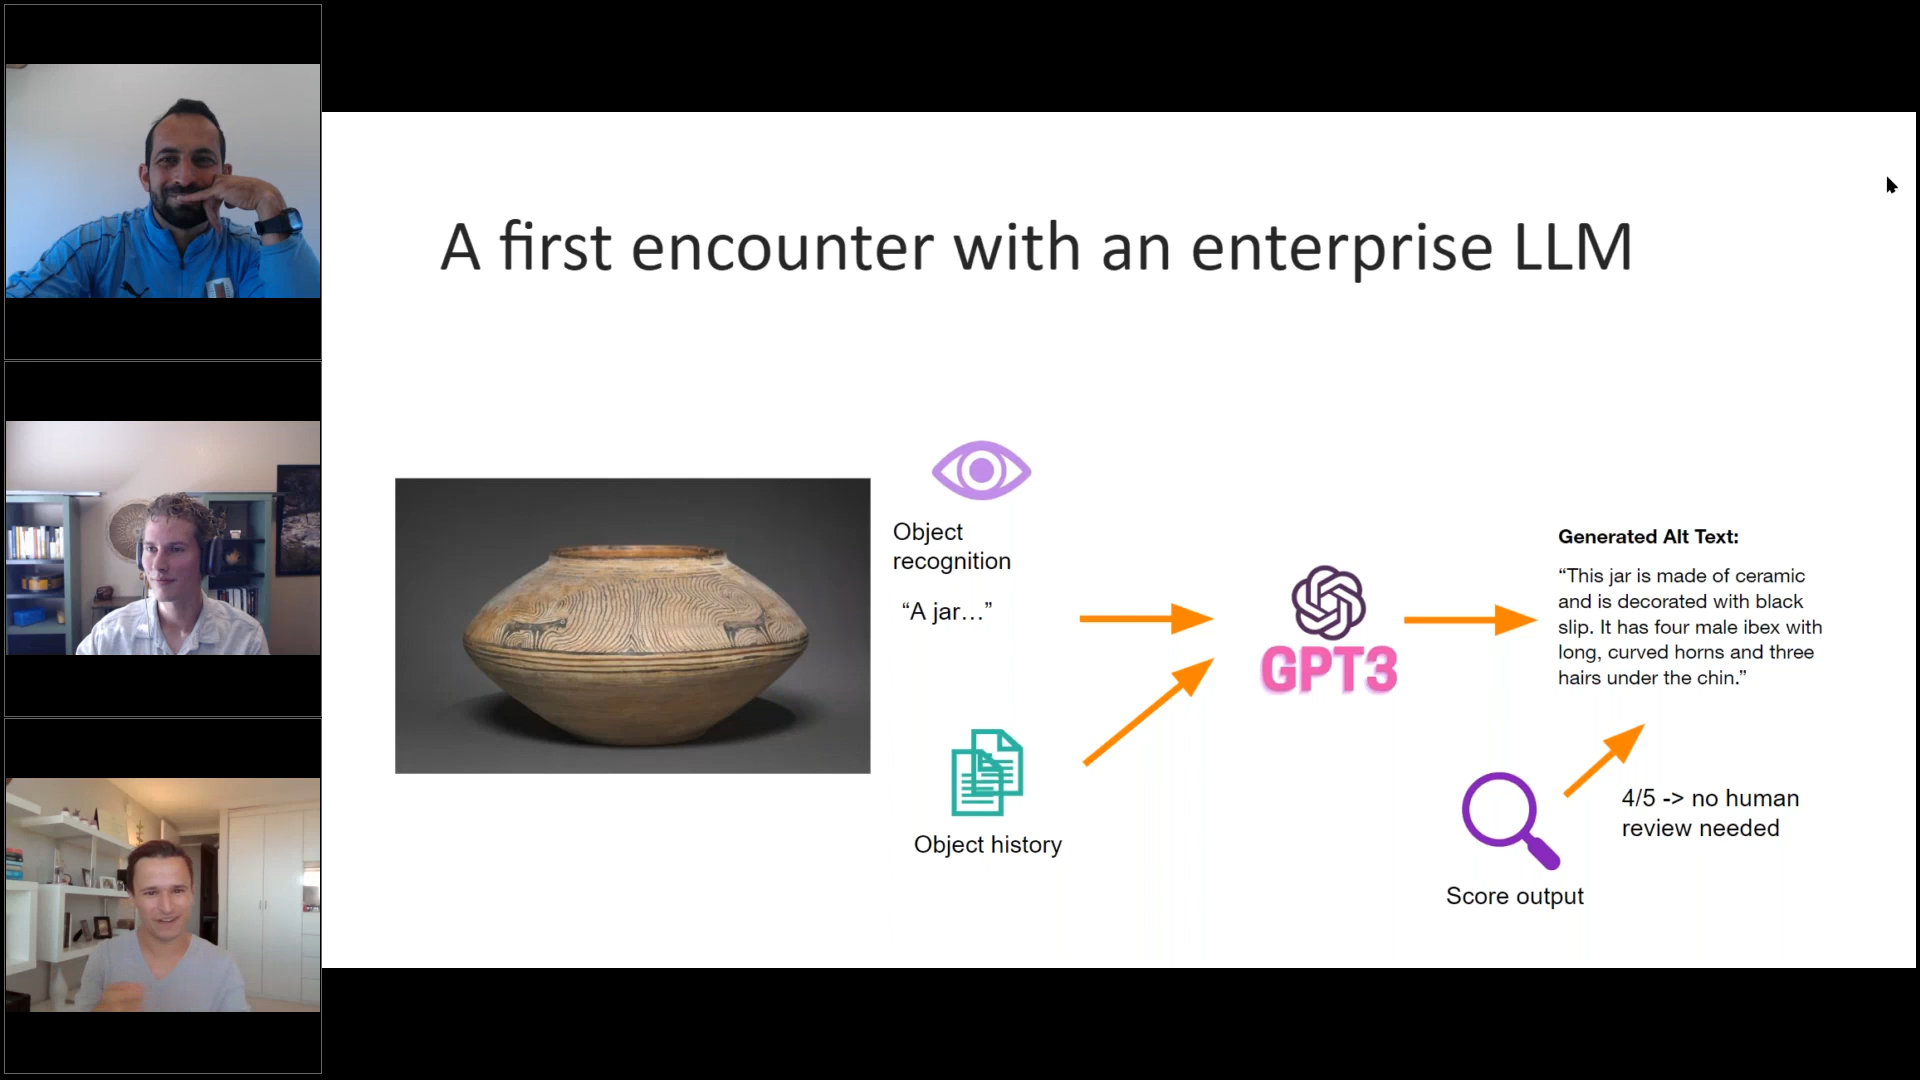 A first encounter with an enterprise LLM
Object
recognition
“A jar…”
Object history
GPT3
Generated Alt Text:
“This jar is made of ceramic
and is decorated with black
slip. It has four male ibex with
long, curved horns and three
hairs under the chin.”
4/5 -> no human
review needed
Score output